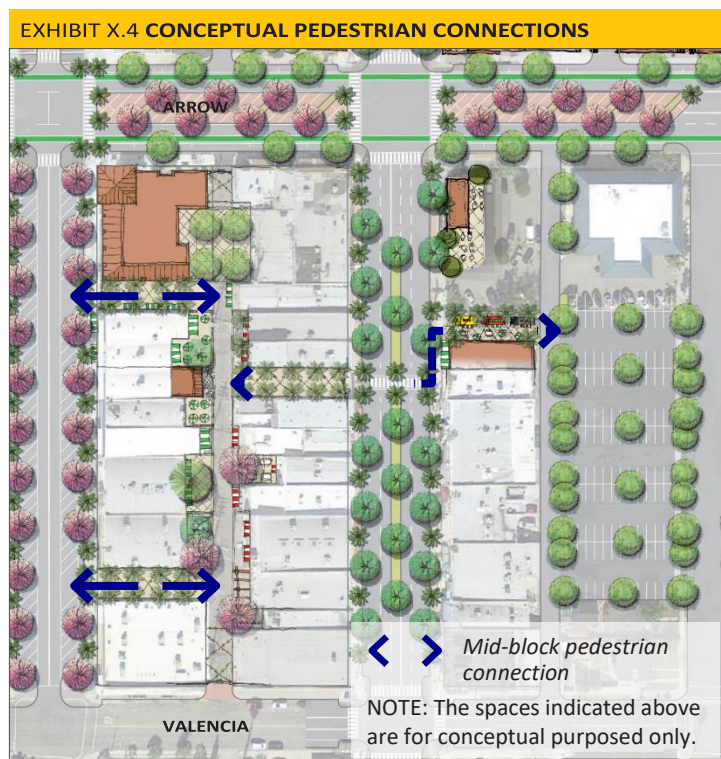 EXHIBIT X.4 CONCEPTUAL PEDESTRIAN CONNECTIONS
ARROW
Mid-block pedestrian
connection
NOTE: The spaces indicated above
are for conceptual purposed only.
VALENCIA